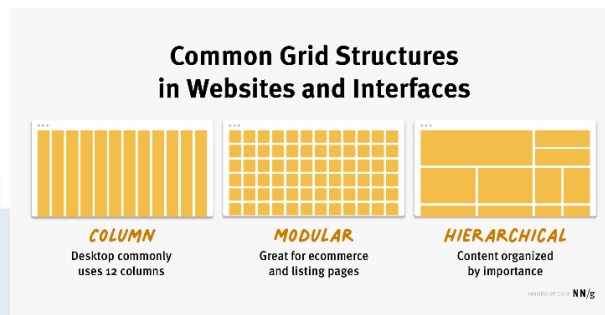 Common Grid Structures
in Websites and Interfaces
COLUMN
Desktop commonly
uses 12 columns
MODULAR
Great for ecommerce
and listing pages
HIERARCHICAL
Content organized
by importance
NNGROUP.COM NN/g